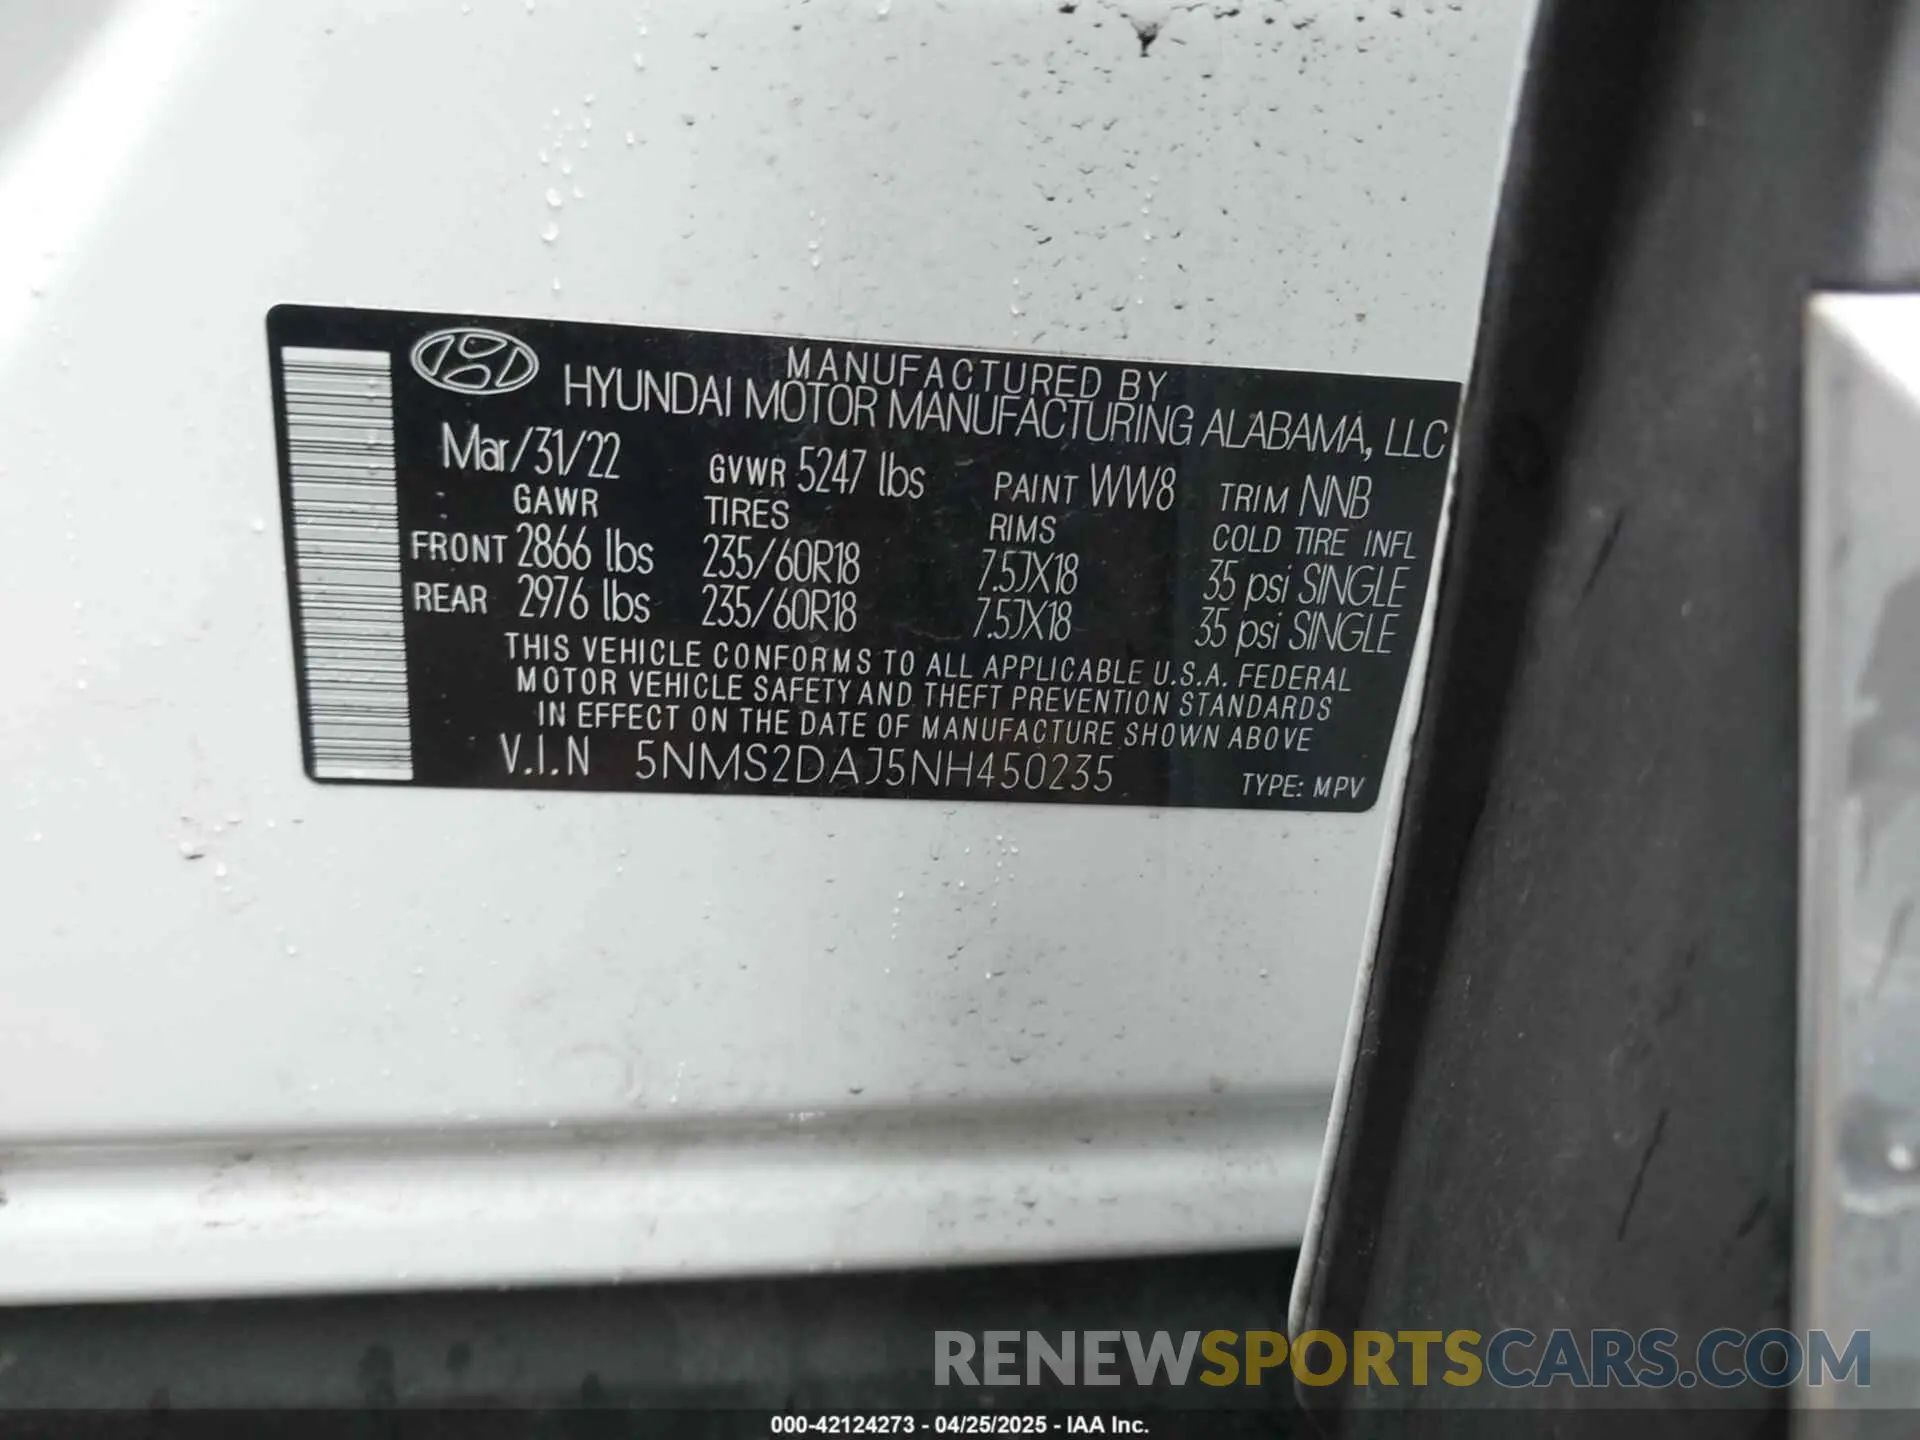 MANUFACTURED BY
HYUNDAI MOTOR MANUFACTURING ALABAMA, LLC
Mar/31/22 GVWR 5247 lbs PAINT WW8 TRIM NNB
GAWR TIRES RIMS COLD TIRE INFL
FRONT 2866 lbs 235/60R18 7.5JX18 35 psi SINGLE
REAR 2976 lbs 235/60R18 7.5JX18 35 psi SINGLE
THIS VEHICLE CONFORMS TO ALL APPLICABLE U.S.A. FEDERAL
MOTOR VEHICLE SAFETY AND THEFT PREVENTION STANDARDS
IN EFFECT ON THE DATE OF MANUFACTURE SHOWN ABOVE
V.I.N 5NMS2DAJ5NH450235 TYPE: MPV
RENEWSPORTSCARS.COM
000-42124273 - 04/25/2025 - IAA Inc.